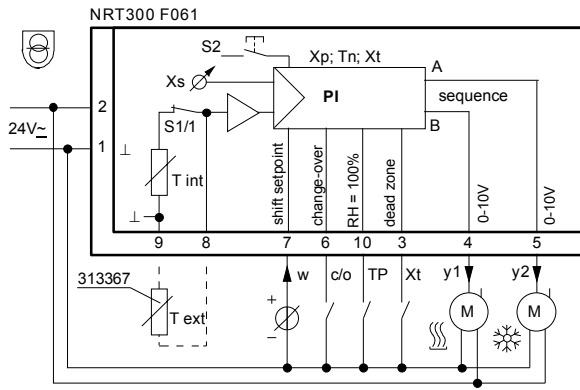 NRT300 F061
S2
Xp; Tn; Xt
A
Xs
PI
sequence
B
2
24V~
S1/1
1
⊥
T int
shift setpoint
change-over
RH = 100%
dead zone
0-10V
0-10V
⊥
9
8
7
6
10
3
4
5
313367
w
c/o
TP
Xt
y1
y2
+
T ext
–
M
M